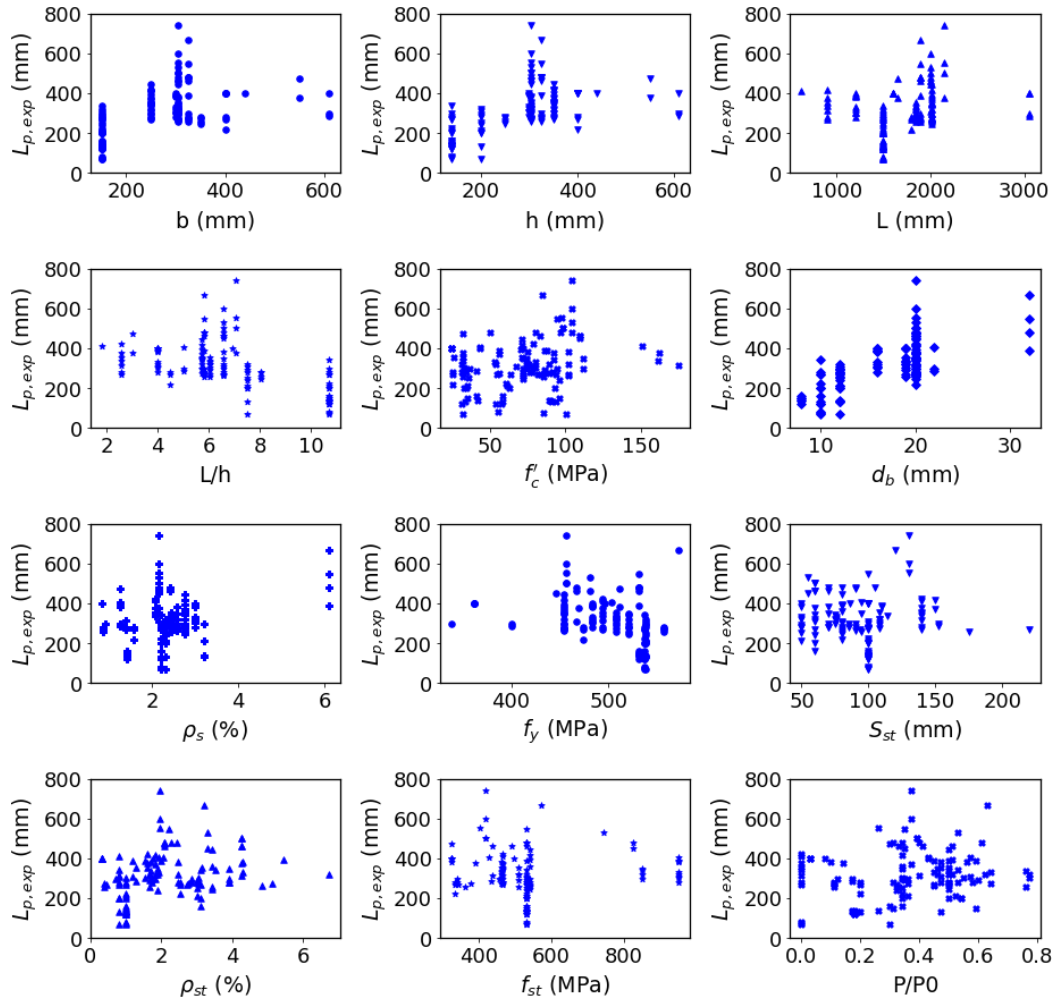 800
600
400
200
0
L_{p,exp} (mm)
200 400 600
b (mm)
800
600
400
200
0
L_{p,exp} (mm)
200 400 600
h (mm)
800
600
400
200
0
L_{p,exp} (mm)
1000 2000 3000
L (mm)
800
600
400
200
0
L_{p,exp} (mm)
2 4 6 8 10
L/h
800
600
400
200
0
L_{p,exp} (mm)
50 100 150
f'_c (MPa)
800
600
400
200
0
L_{p,exp} (mm)
10 20 30
d_b (mm)
800
600
400
200
0
L_{p,exp} (mm)
2 4 6
ρ_s (%)
800
600
400
200
0
L_{p,exp} (mm)
400 500
f_y (MPa)
800
600
400
200
0
L_{p,exp} (mm)
50 100 150 200
S_{st} (mm)
800
600
400
200
0
L_{p,exp} (mm)
0 2 4 6
ρ_{st} (%)
800
600
400
200
0
L_{p,exp} (mm)
400 600 800
f_{st} (MPa)
800
600
400
200
0
L_{p,exp} (mm)
0.0 0.2 0.4 0.6 0.8
P/P0